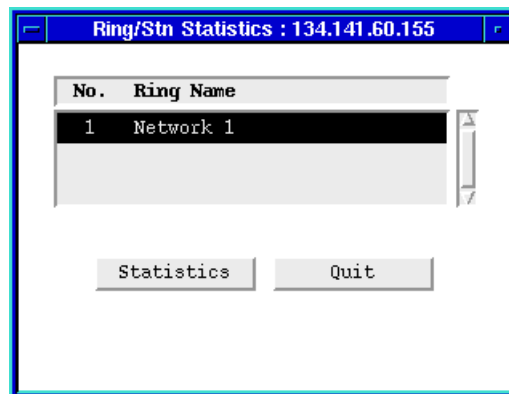 Ring/Stn Statistics : 134.141.60.155
No. Ring Name
1 Network 1
Statistics Quit